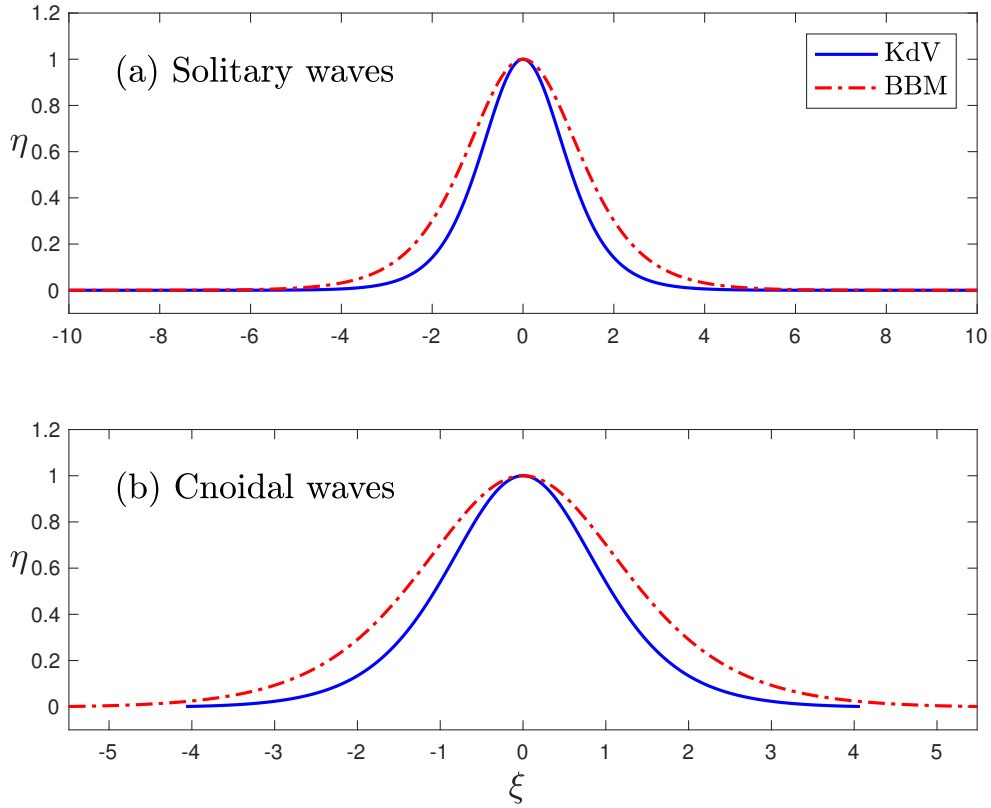 1.2
1
0.8
0.6
0.4
0.2
0
η
(a) Solitary waves
KdV
BBM
-10 -8 -6 -4 -2 0 2 4 6 8 10
1.2
1
0.8
0.6
0.4
0.2
0
η
(b) Cnoidal waves
-5 -4 -3 -2 -1 0 1 2 3 4 5
ξ